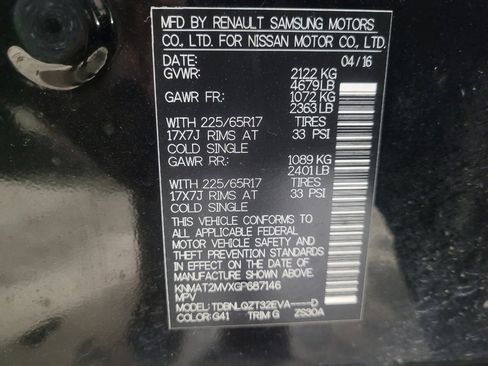 MFD BY RENAULT SAMSUNG MOTORS
CO., LTD. FOR NISSAN MOTOR CO., LTD.
DATE: 04/16
GVWR: 2122 KG
4679 LB
GAWR FR.: 1072 KG
2363 LB
WITH 225/65R17 TIRES
17X7J RIMS AT 33 PSI
COLD SINGLE
GAWR RR.: 1089 KG
2401 LB
WITH 225/65R17 TIRES
17X7J RIMS AT 33 PSI
COLD SINGLE
THIS VEHICLE CONFORMS TO
ALL APPLICABLE FEDERAL
MOTOR VEHICLE SAFETY AND
THEFT PREVENTION STANDARDS
IN EFFECT ON THE DATE OF
MANUFACTURE SHOWN ABOVE.
KNMAT2MVXGP687146
MPV
MODEL: TDBNLQZT32EVA----D
COLOR: G41 TRIM G ZS30A